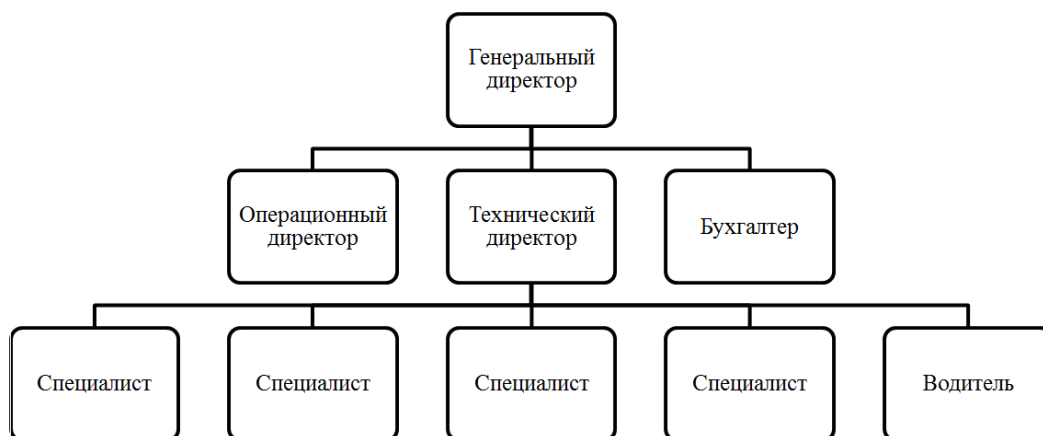 Генеральный
директор
Операционный
директор
Технический
директор
Бухгалтер
Специалист
Специалист
Специалист
Специалист
Водитель